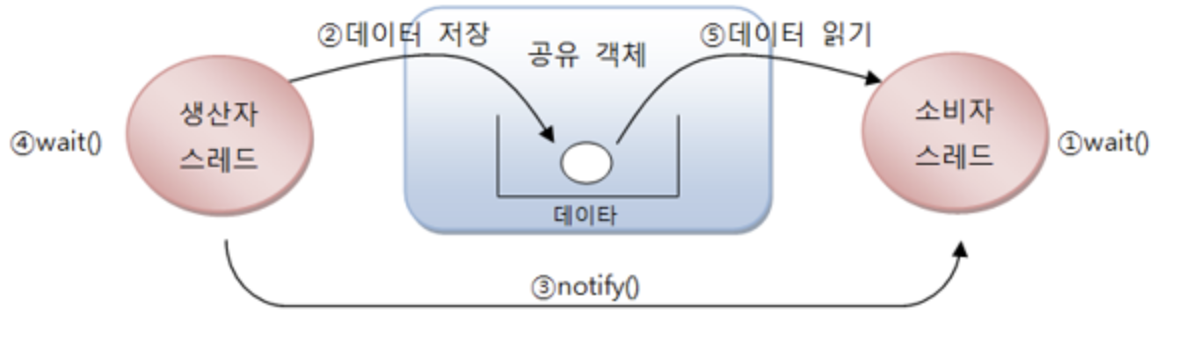 ②데이터 저장
⑤데이터 읽기
공유 객체
생산자
스레드
④wait()
소비자
스레드
①wait()
데이타
③notify()